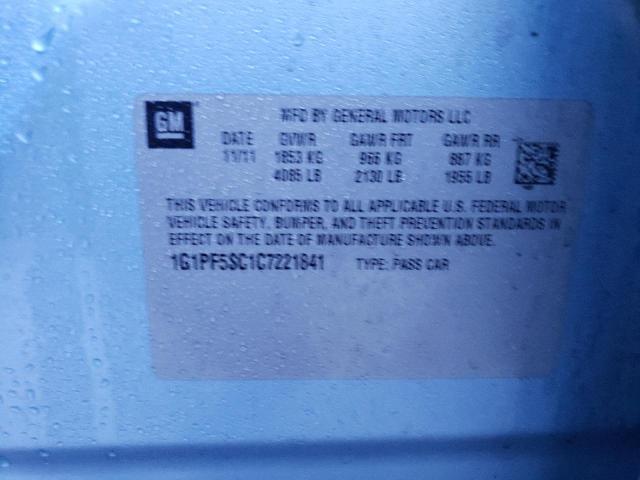 GM
MFD BY GENERAL MOTORS LLC
DATE GVWR GAWR FRT GAWR RR
11/11 1853 KG 966 KG 887 KG
4085 LB 2130 LB 1955 LB
THIS VEHICLE CONFORMS TO ALL APPLICABLE U.S. FEDERAL MOTOR
VEHICLE SAFETY, BUMPER, AND THEFT PREVENTION STANDARDS IN
EFFECT ON THE DATE OF MANUFACTURE SHOWN ABOVE.
1G1PF5SC1C7221841 TYPE: PASS CAR